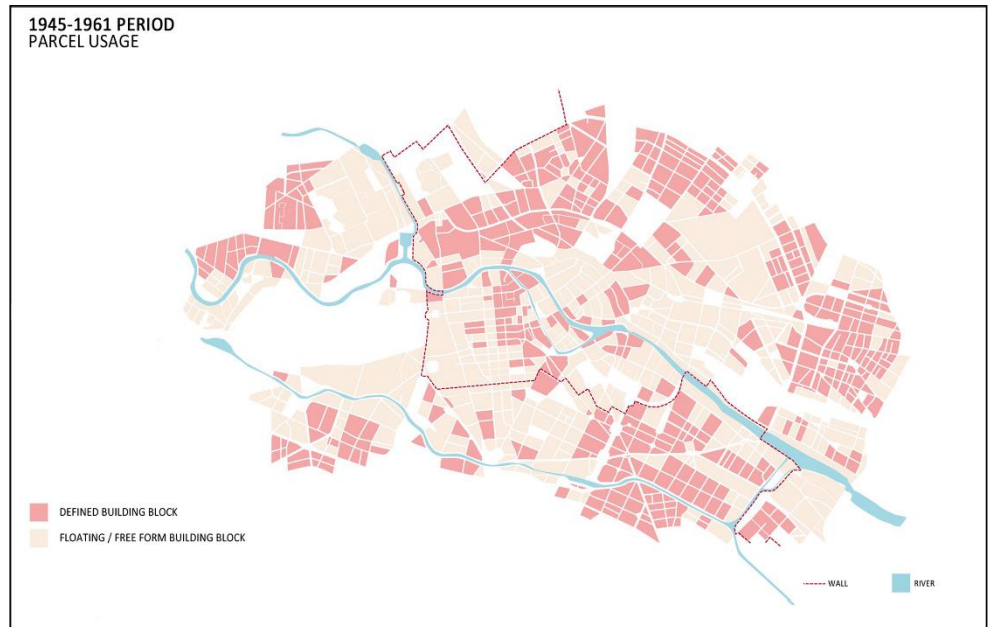 1945-1961 PERIOD
PARCEL USAGE
DEFINED BUILDING BLOCK
FLOATING / FREE FORM BUILDING BLOCK
WALL
RIVER